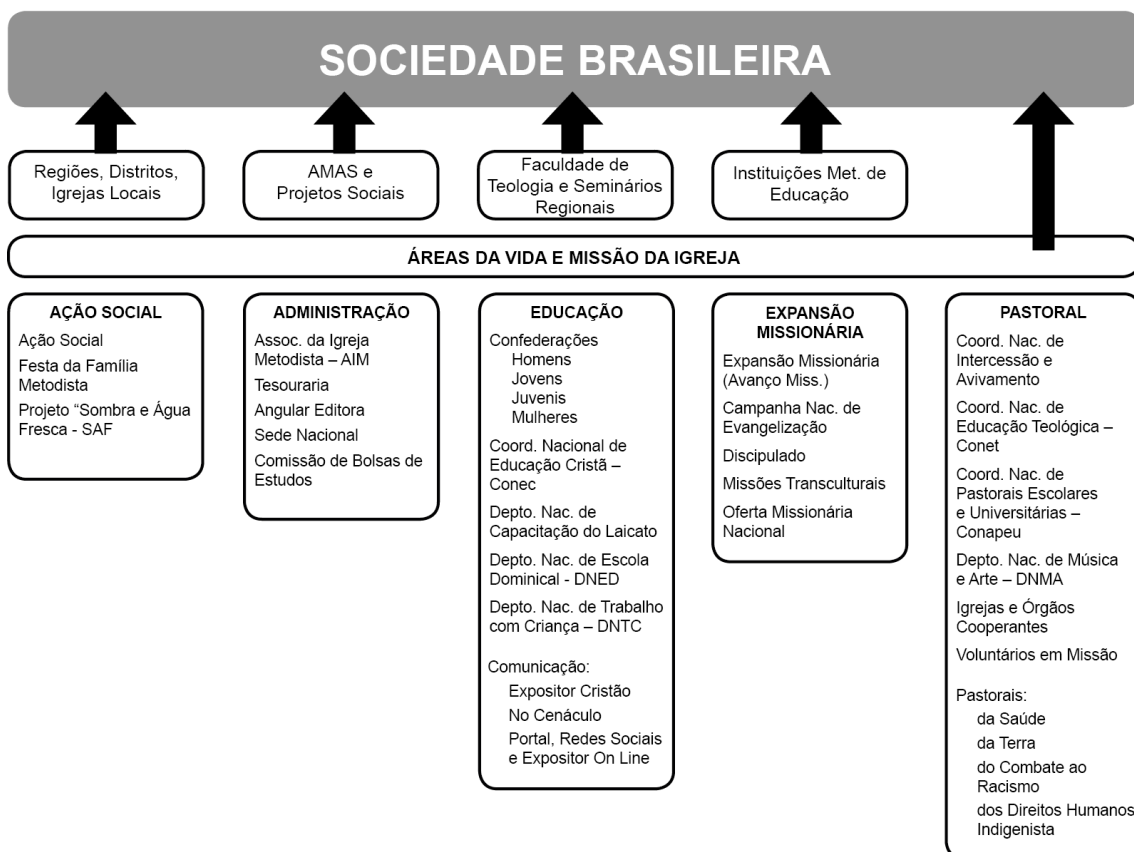 SOCIEDADE BRASILEIRA
Regiões, Distritos,
Igrejas Locais
AMAS e
Projetos Sociais
Faculdade de
Teologia e Seminários
Regionais
Instituições Met. de
Educação
ÁREAS DA VIDA E MISSÃO DA IGREJA
AÇÃO SOCIAL
Ação Social
Festa da Família
Metodista
Projeto “Sombra e Água
Fresca - SAF
ADMINISTRAÇÃO
Assoc. da Igreja
Metodista – AIM
Tesouraria
Angular Editora
Sede Nacional
Comissão de Bolsas de
Estudos
EDUCAÇÃO
Confederações
Homens
Jovens
Juvenis
Mulheres
Coord. Nacional de
Educação Cristã –
Conec
Depto. Nac. de
Capacitação do Laicato
Depto. Nac. de Escola
Dominical - DNED
Depto. Nac. de Trabalho
com Criança – DNTC
Comunicação:
Expositor Cristão
No Cenáculo
Portal, Redes Sociais
e Expositor On Line
EXPANSÃO
MISSIONÁRIA
Expansão Missionária
(Avanço Miss.)
Campanha Nac. de
Evangelização
Discipulado
Missões Transculturais
Oferta Missionária
Nacional
PASTORAL
Coord. Nac. de
Intercessão e
Avivamento
Coord. Nac. de
Educação Teológica –
Conet
Coord. Nac. de
Pastorais Escolares
e Universitárias –
Conapeu
Depto. Nac. de Música
e Arte – DNMA
Igrejas e Órgãos
Cooperantes
Voluntários em Missão
Pastorais:
da Saúde
da Terra
do Combate ao
Racismo
dos Direitos Humanos
Indigenista